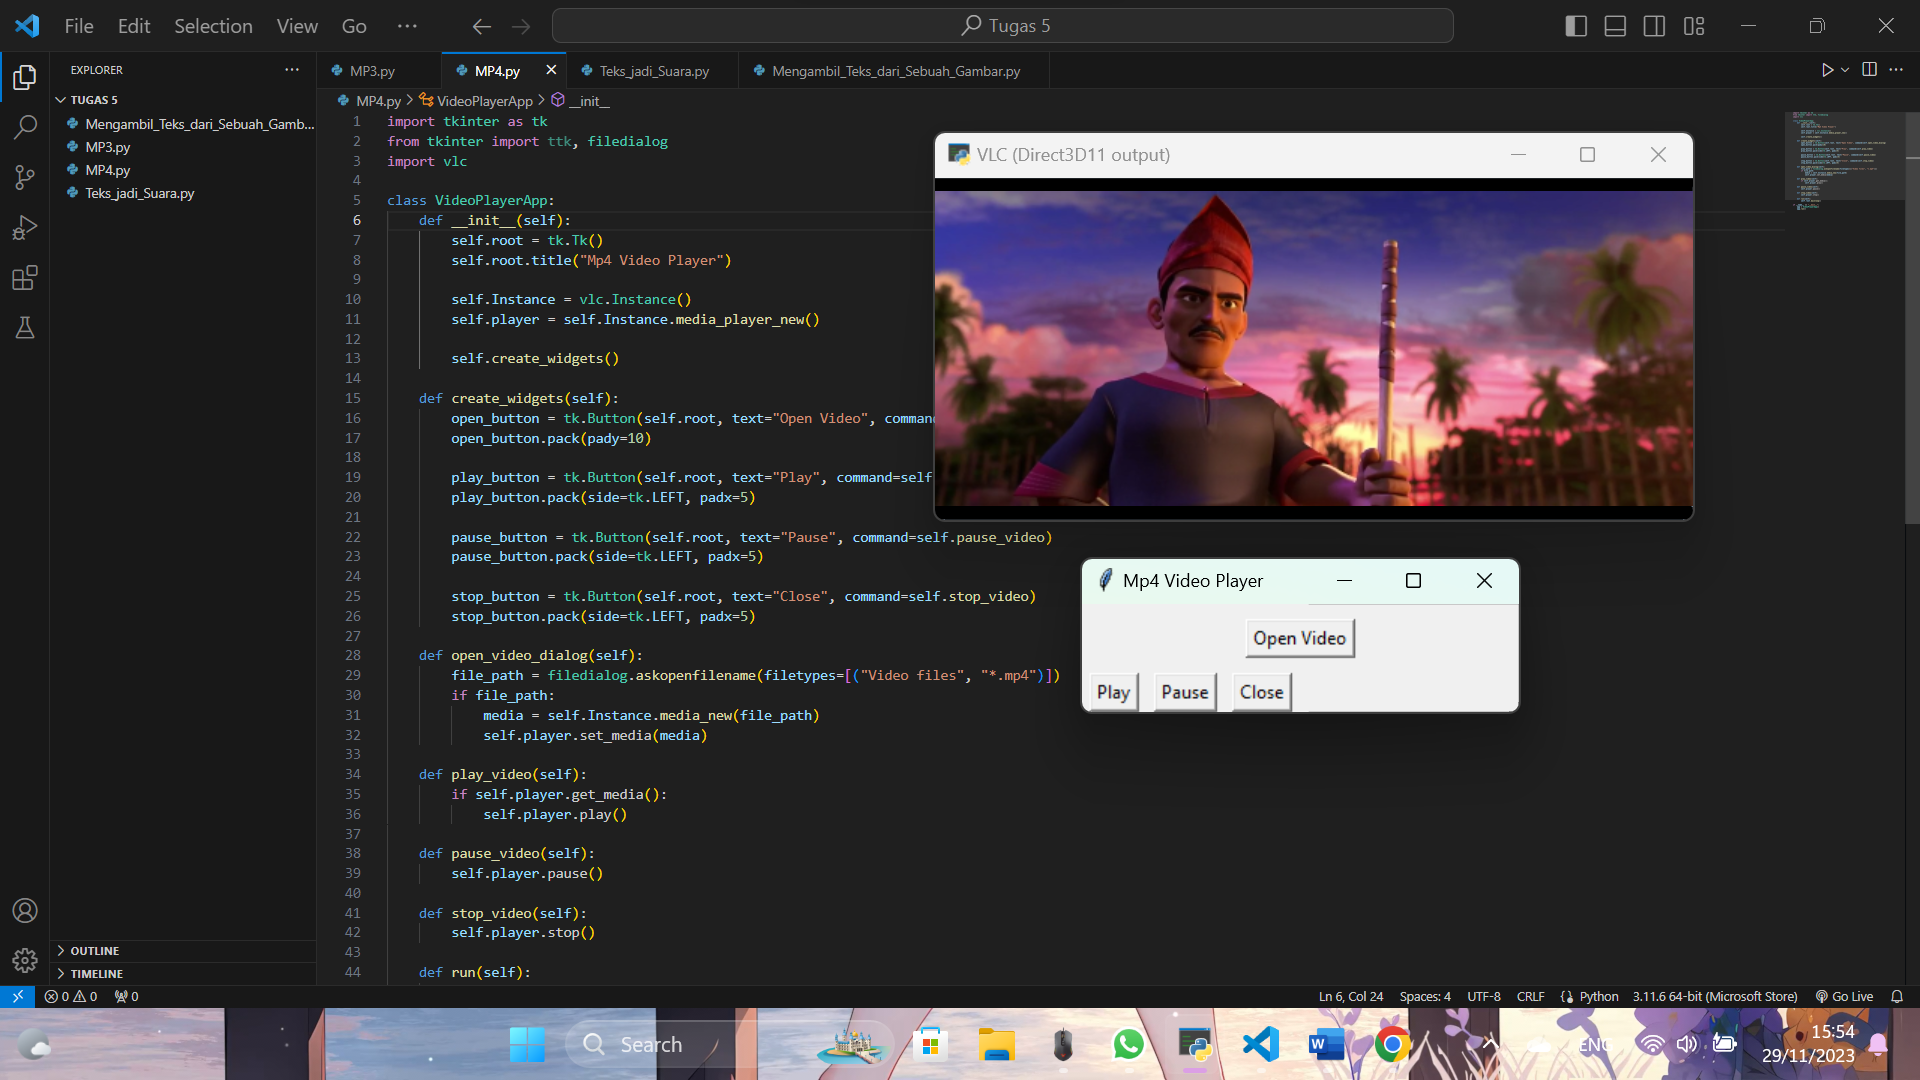 File Edit Selection View Go ··· Tugas 5
EXPLORER ···
TUGAS 5
Mengambil_Teks_dari_Sebuah_Gamb...
MP3.py
MP4.py
Teks_jadi_Suara.py
OUTLINE
TIMELINE
MP3.py MP4.py Teks_jadi_Suara.py Mengambil_Teks_dari_Sebuah_Gambar.py
MP4.py > VideoPlayerApp > __init__
1 import tkinter as tk
2 from tkinter import ttk, filedialog
3 import vlc
4
5 class VideoPlayerApp:
6 def __init__(self):
7 self.root = tk.Tk()
8 self.root.title("Mp4 Video Player")
9
10 self.Instance = vlc.Instance()
11 self.player = self.Instance.media_player_new()
12
13 self.create_widgets()
14
15 def create_widgets(self):
16 open_button = tk.Button(self.root, text="Open Video", comman
17 open_button.pack(pady=10)
18
19 play_button = tk.Button(self.root, text="Play", command=self
20 play_button.pack(side=tk.LEFT, padx=5)
21
22 pause_button = tk.Button(self.root, text="Pause", command=self.pause_video)
23 pause_button.pack(side=tk.LEFT, padx=5)
24
25 stop_button = tk.Button(self.root, text="Close", command=self.stop_video)
26 stop_button.pack(side=tk.LEFT, padx=5)
27
28 def open_video_dialog(self):
29 file_path = filedialog.askopenfilename(filetypes=[("Video files", "*.mp4")])
30 if file_path:
31 media = self.Instance.media_new(file_path)
32 self.player.set_media(media)
33
34 def play_video(self):
35 if self.player.get_media():
36 self.player.play()
37
38 def pause_video(self):
39 self.player.pause()
40
41 def stop_video(self):
42 self.player.stop()
43
44 def run(self):
VLC (Direct3D11 output)
Mp4 Video Player
Open Video
Play Pause Close
0 0 0 Ln 6, Col 24 Spaces: 4 UTF-8 CRLF Python 3.11.6 64-bit (Microsoft Store) Go Live
Search ENG 15:54
29/11/2023